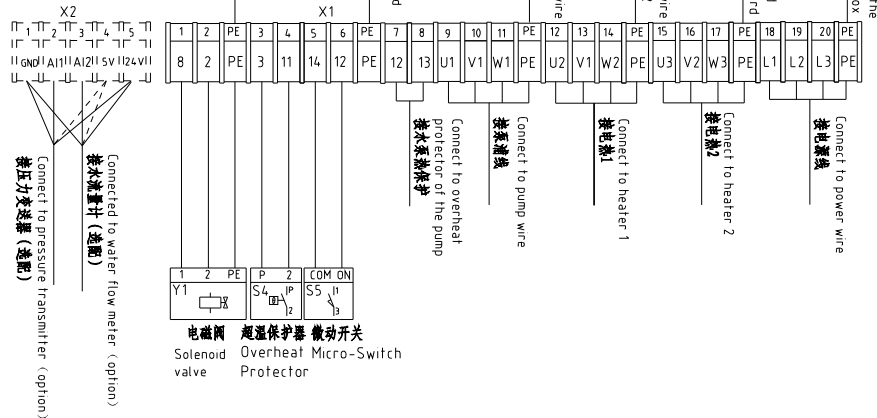 X2 X1
1 2 3 4 5
GND AI1 AI2 5V 24V
1 2 PE 3 4 5 6 PE 7 8 9 10 11 PE 12 13 14 PE 15 16 17 PE 18 19 20 PE
8 2 PE 3 11 14 12 PE 12 13 U1 V1 W1 PE U2 V1 W2 PE U3 V2 W3 PE L1 L2 L3 PE
Connect to pressure transmitter (option)
接压力变送器(选配)
Connected to water flow meter (option)
接水流量计(选配)
Connect to overheat
protector of the pump
接水泵热保护
Connect to pump wire
接泵浦线
Connect to heater 1
接电热1
Connect to heater 2
接电热2
Connect to power wire
接电源线
1 2 PE P 2 COM ON
Y1 S4 P 2 S5 1 3
电磁阀 超温保护器 微动开关
Solenoid
valve
Overheat
Protector
Micro-Switch